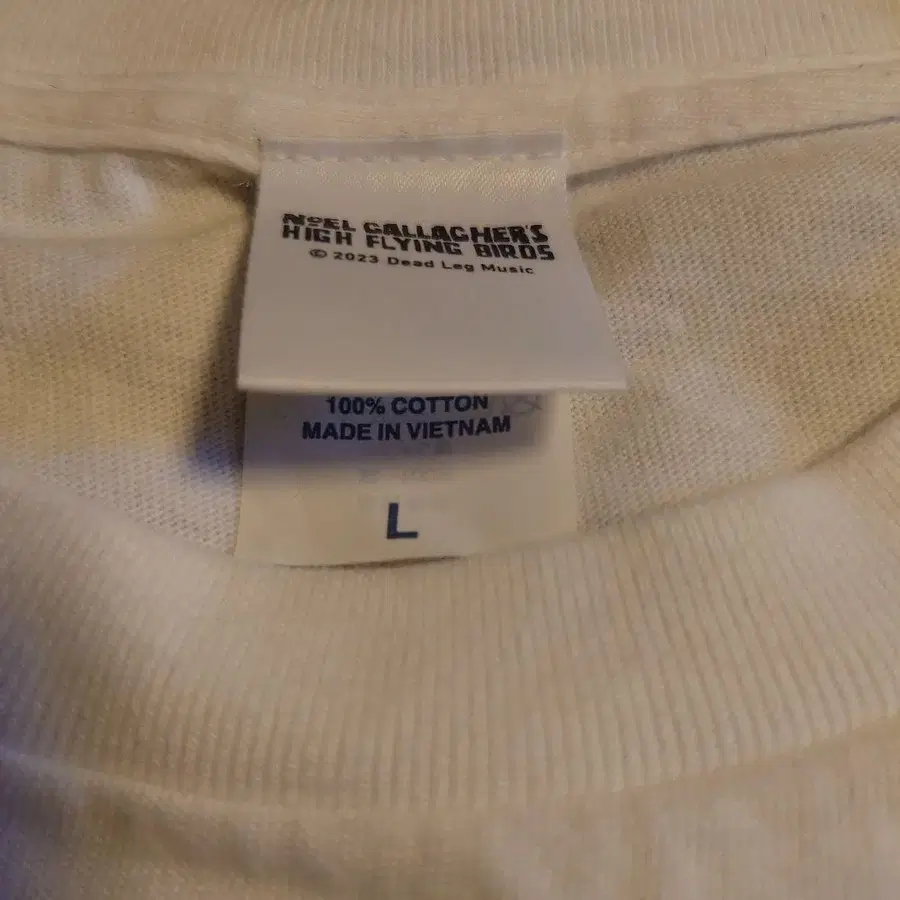 NOEL GALLAGHER'S
HIGH FLYING BIRDS
© 2023 Dead Leg Music
100% COTTON
MADE IN VIETNAM
L